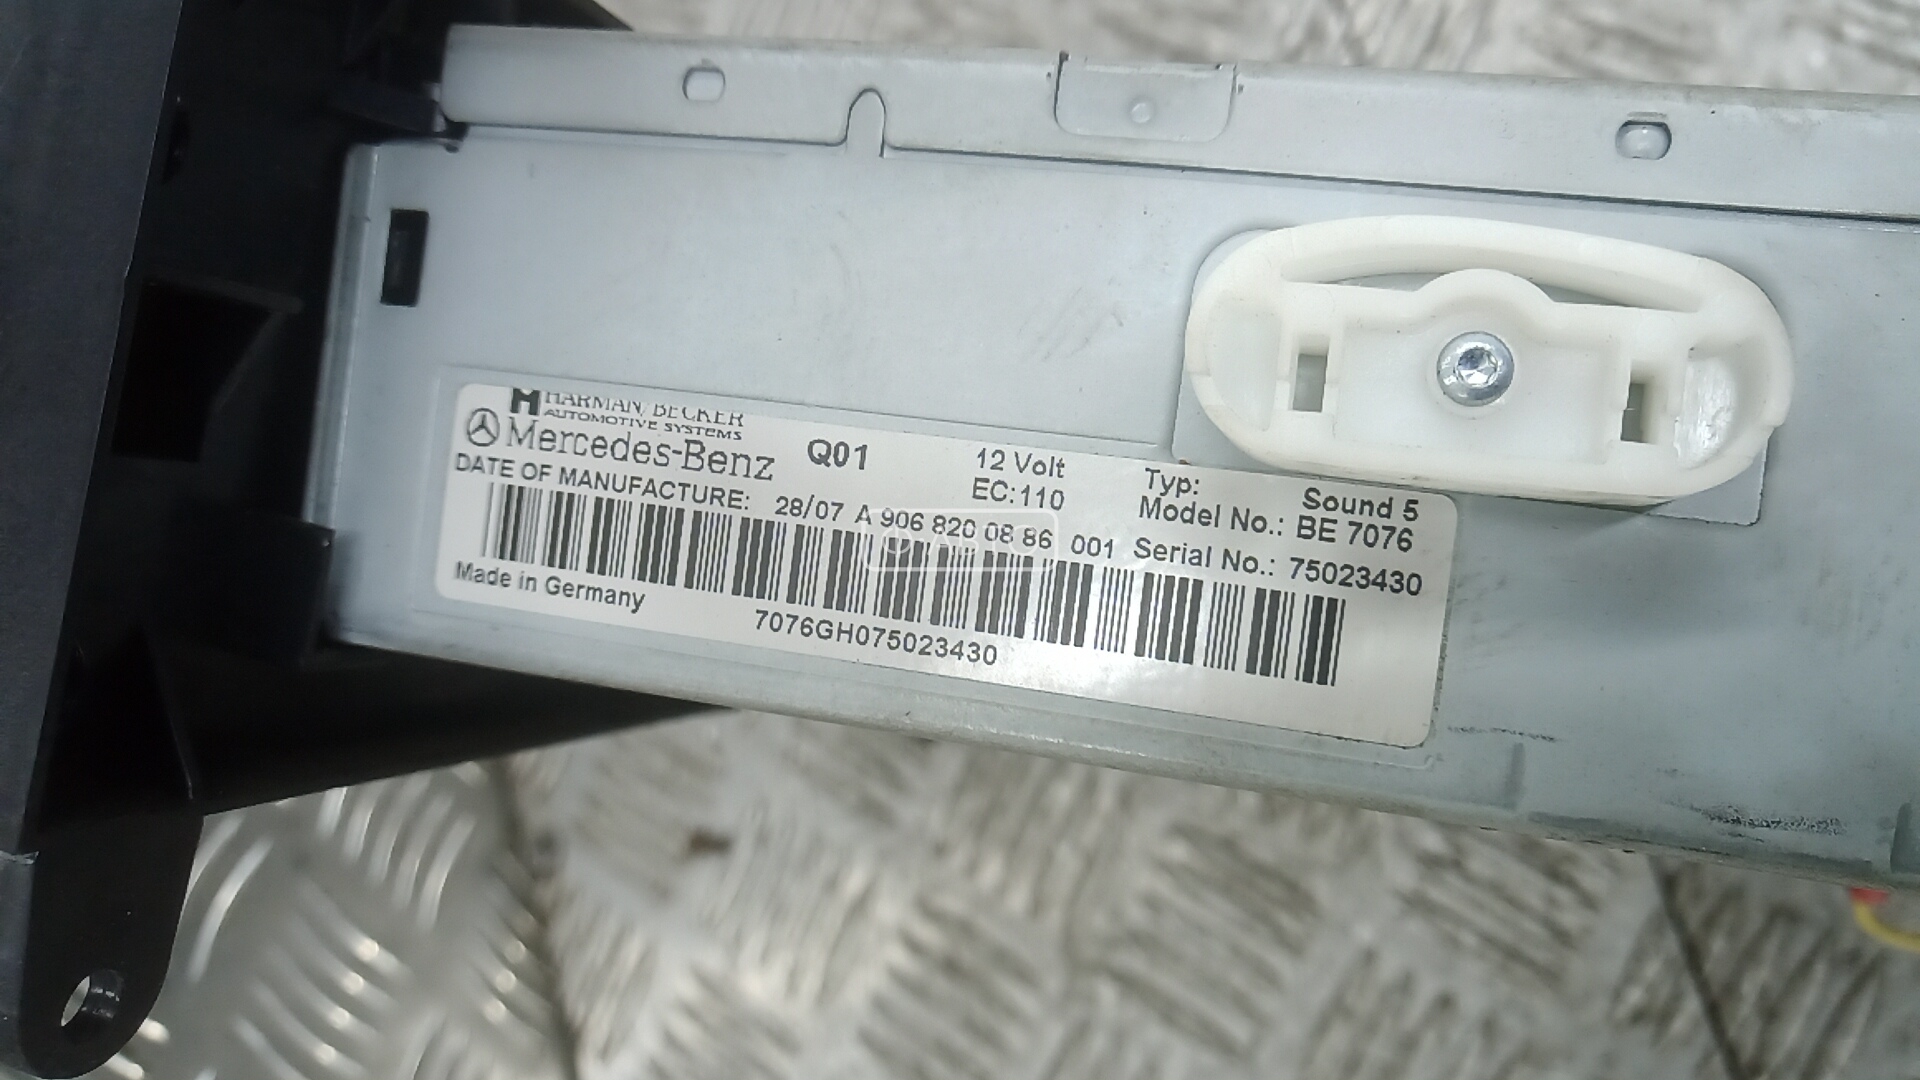 HARMAN/BECKER
AUTOMOTIVE SYSTEMS
Mercedes-Benz Q01 12 Volt Typ: Sound 5
EC:110 Model No.: BE 7076
DATE OF MANUFACTURE: 28/07 A 906 820 08 86 001 Serial No.: 75023430
Made in Germany
7076GH075023430